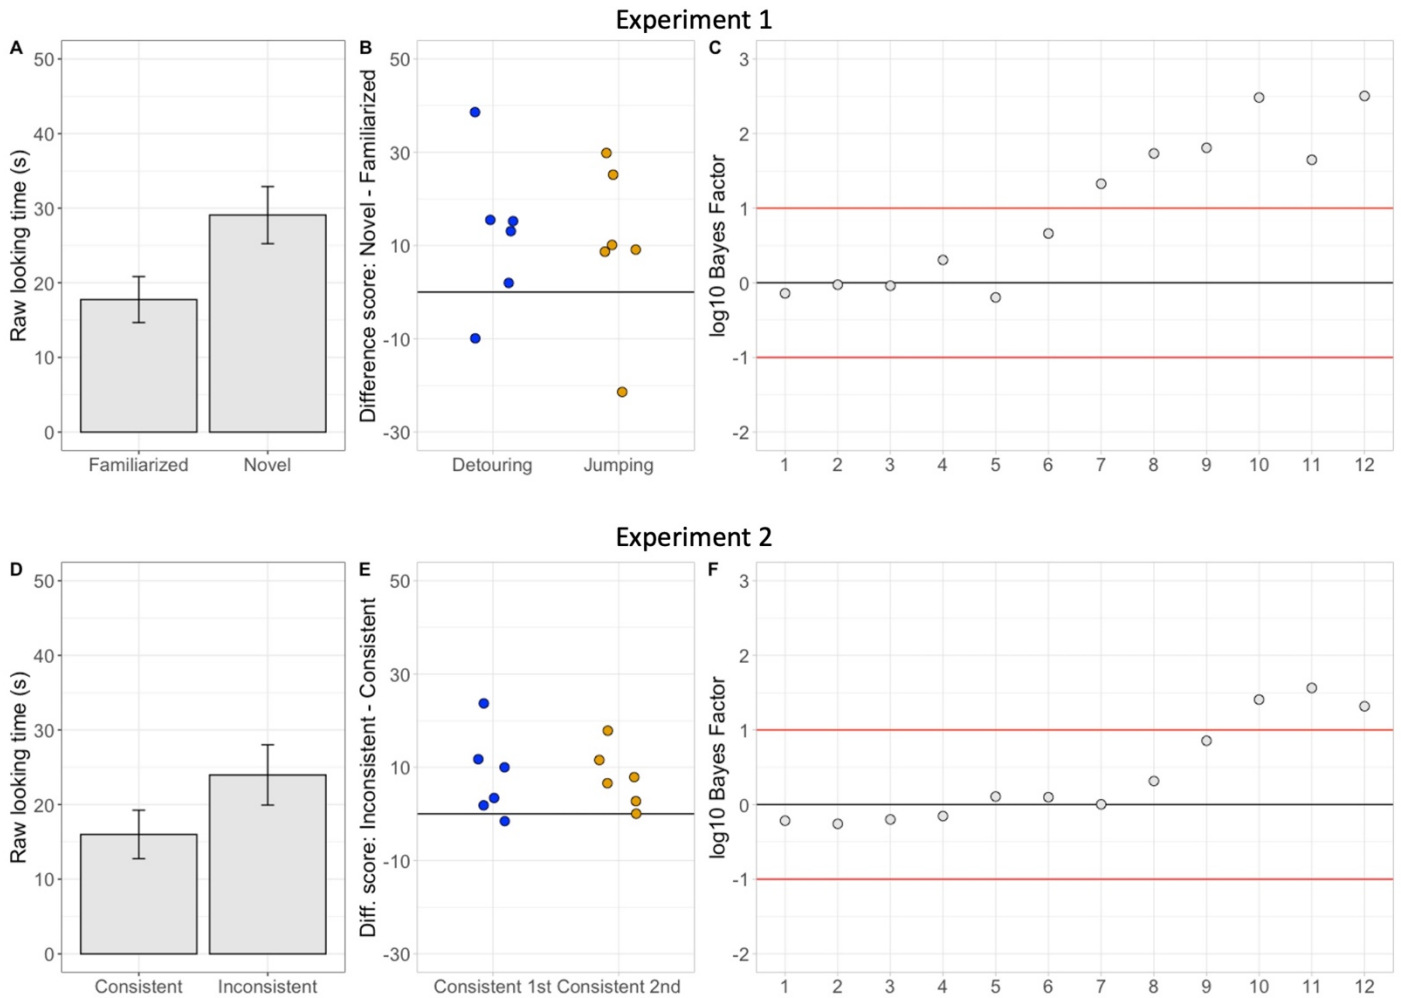 Experiment 1
A
Raw looking time (s)
50
40
30
20
10
0
Familiarized
Novel
B
Difference score: Novel - Familiarized
50
30
10
-10
-30
Detouring
Jumping
C
log10 Bayes Factor
3
2
1
0
-1
-2
1 2 3 4 5 6 7 8 9 10 11 12
Experiment 2
D
Raw looking time (s)
50
40
30
20
10
0
Consistent
Inconsistent
E
Diff. score: Inconsistent - Consistent
50
30
10
-10
-30
Consistent 1st
Consistent 2nd
F
log10 Bayes Factor
3
2
1
0
-1
-2
1 2 3 4 5 6 7 8 9 10 11 12